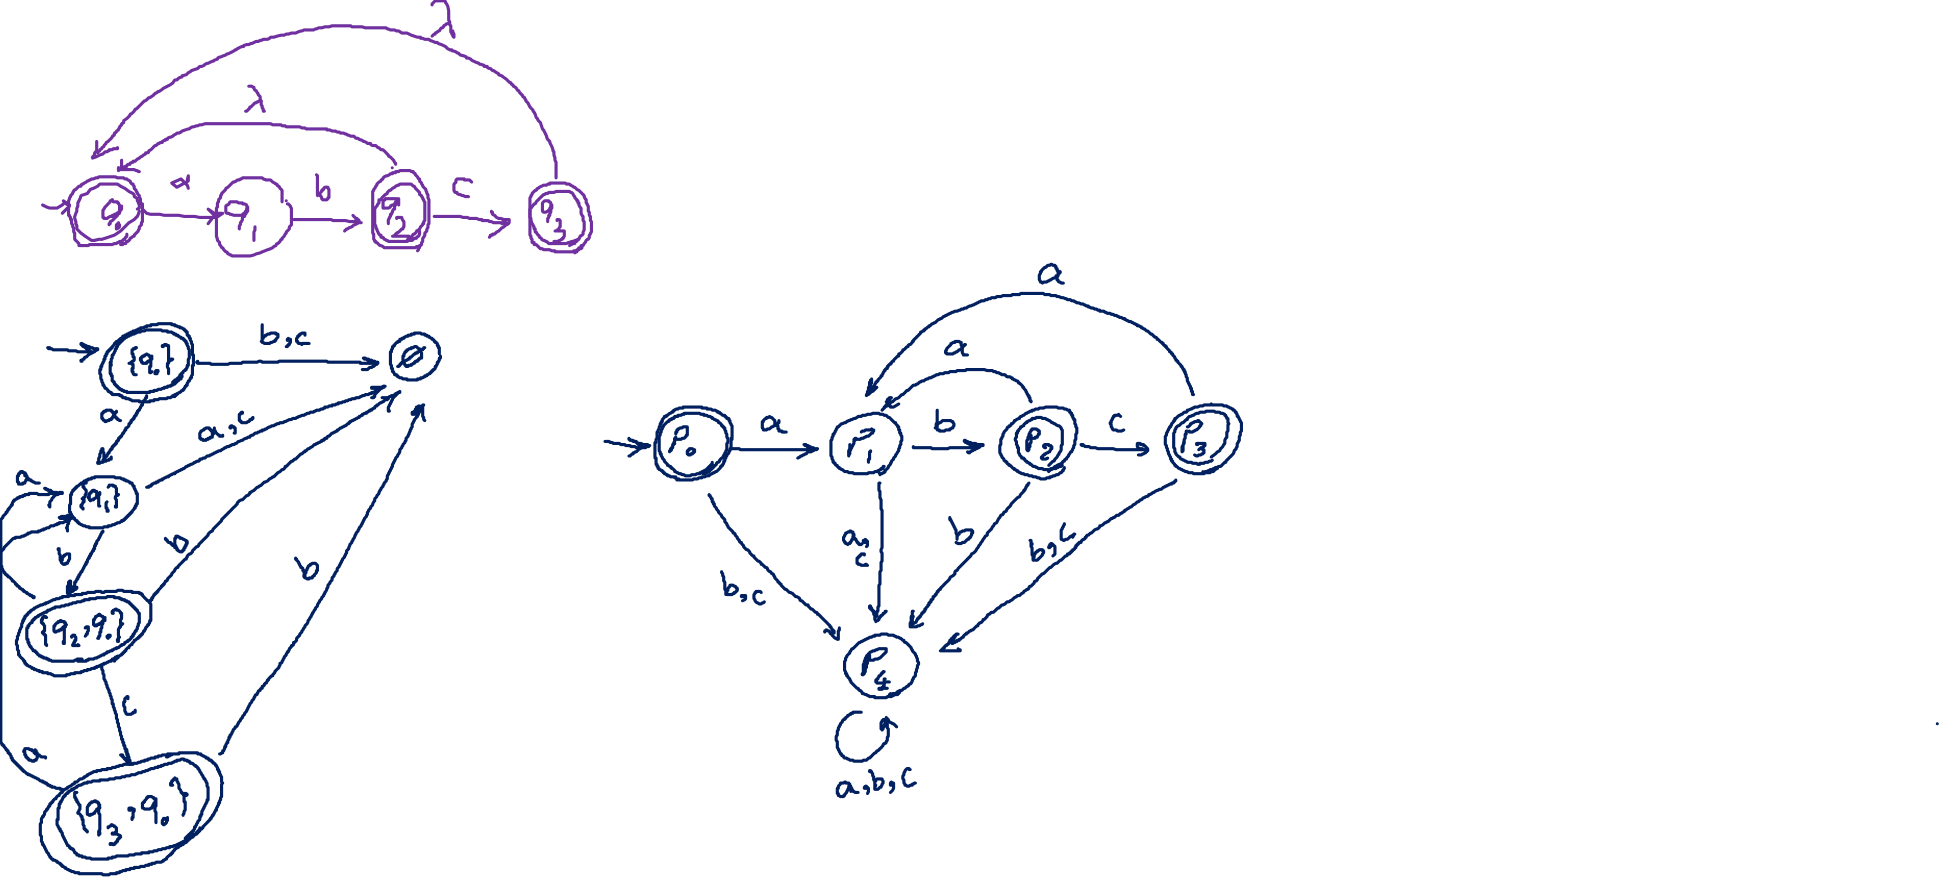 λ
λ
a b c
q₀ q₁ q₂ q₃
a
{q₀} b,c ∅
a
a a,c
P₀ a P₁ b P₂ c P₃
a
{q₁}
b b
a,c b b,c
b
b,c
{q₂,q₀}
P₄
c
a
a,b,c
{q₃,q₀}